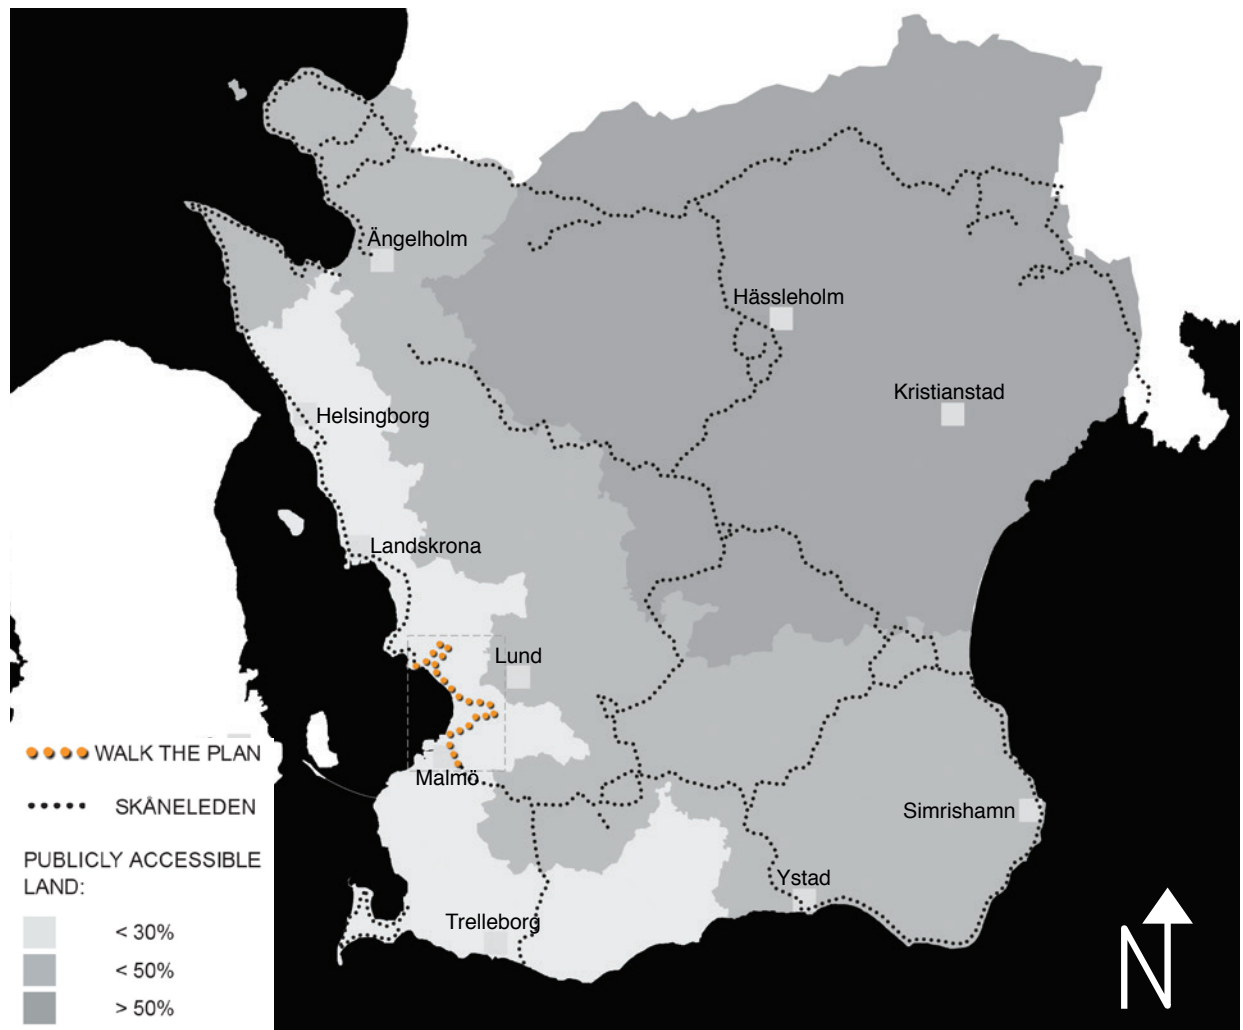 Ängelholm
Hässleholm
Kristianstad
Helsingborg
Landskrona
Lund
WALK THE PLAN
Malmö
SKÅNELEDEN
Simrishamn
PUBLICLY ACCESSIBLE
LAND:
Ystad
Trelleborg
< 30%
< 50%
> 50%
N